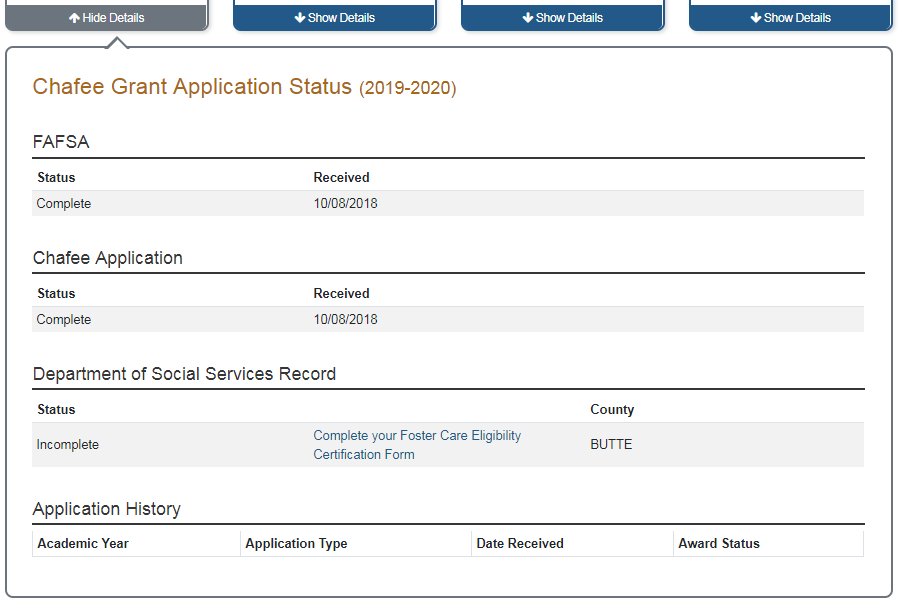 Hide Details
Show Details
Show Details
Show Details
Chafee Grant Application Status (2019-2020)
FAFSA
Status Received
Complete 10/08/2018
Chafee Application
Status Received
Complete 10/08/2018
Department of Social Services Record
Status County
Incomplete Complete your Foster Care Eligibility BUTTE
Certification Form
Application History
Academic Year Application Type Date Received Award Status